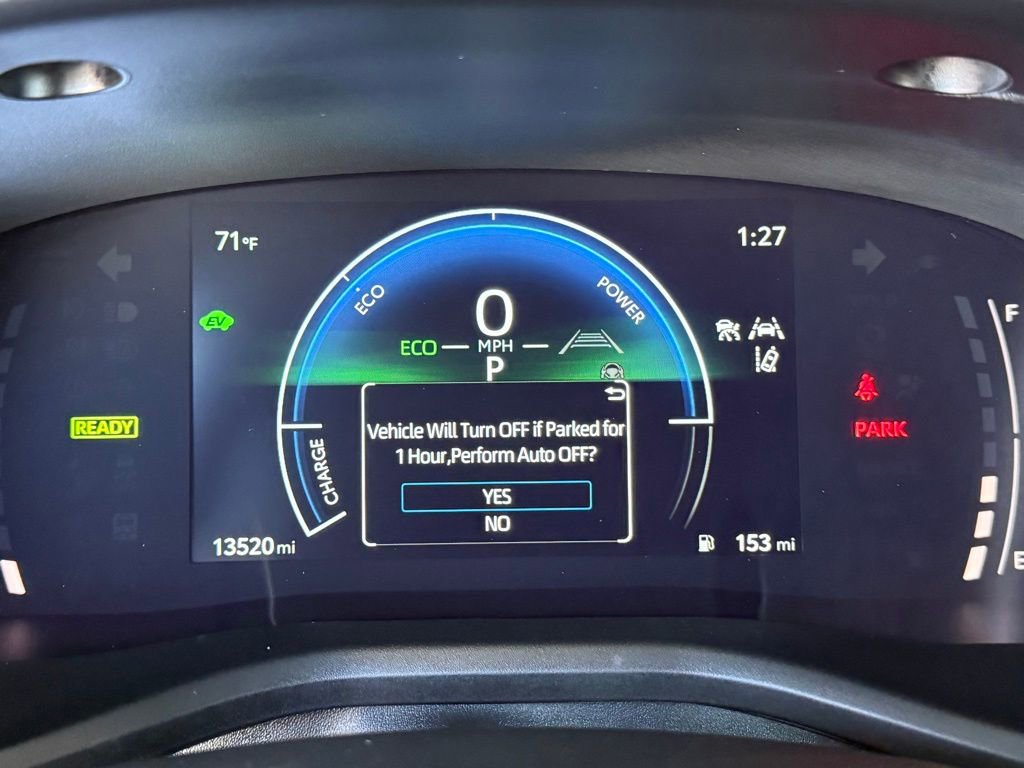 71°F
1:27
ECO
POWER
0
EV
ECO
MPH
P
F
READY
Vehicle Will Turn OFF if Parked for
1 Hour,Perform Auto OFF?
PARK
CHARGE
YES
NO
13520 mi
153 mi
E